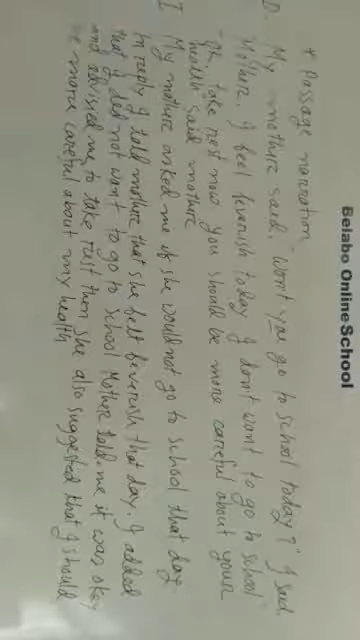 Belabo Online School
* Passage narration
D. My mother said, "Won't you go to school today?" I said,
"Mother, I feel feverish today I don't want to go to school"
"Ok, take rest now You should be more careful about your
health said mother
I My mother asked me if she would not go to school that day
In reply I told mother that she felt feverish that day. I added
that I did not want to go to school Mother told me it was okay
and advised me to take rest then she also suggested that I should
be more careful about my health